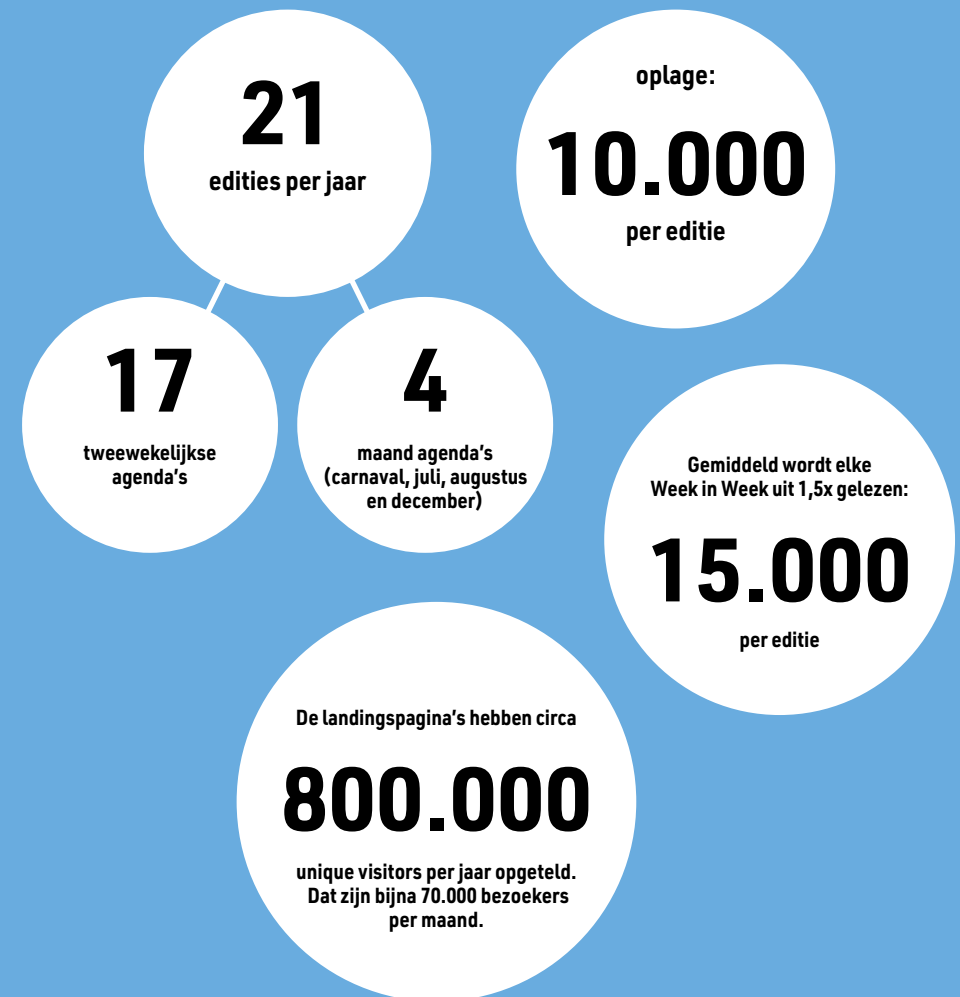 21
edities per jaar
oplage:
10.000
per editie
17
tweewekelijkse
agenda's
4
maand agenda's
(carnaval, juli, augustus
en december)
Gemiddeld wordt elke
Week in Week uit 1,5x gelezen:
15.000
per editie
De landingspagina's hebben circa
800.000
unique visitors per jaar opgeteld.
Dat zijn bijna 70.000 bezoekers
per maand.